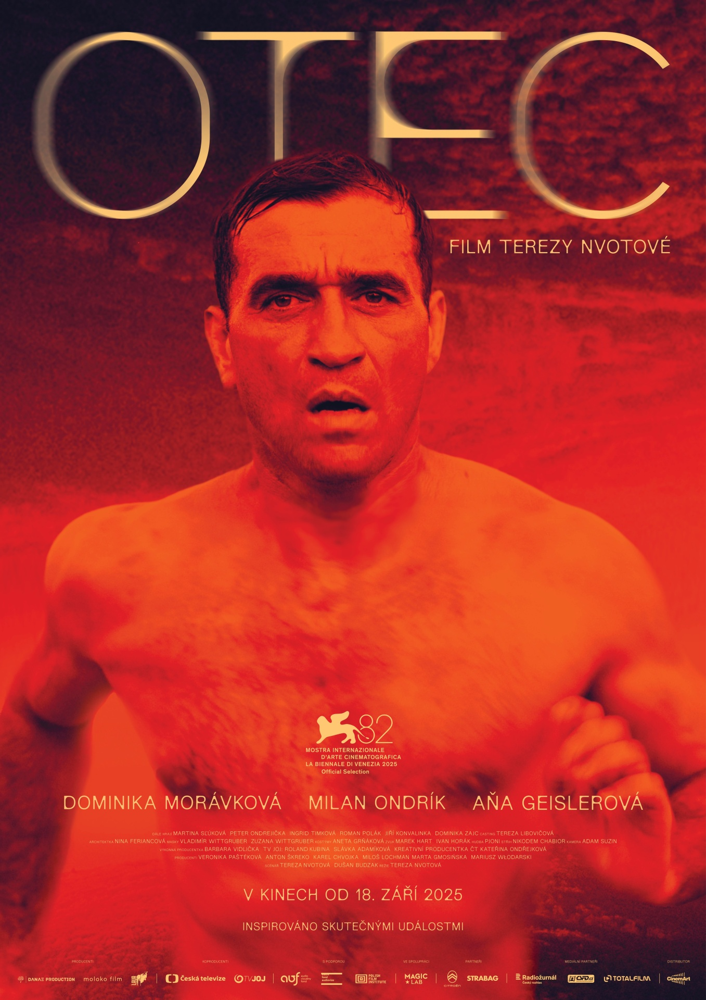 OTEC
FILM TEREZY NVOTOVÉ
82
MOSTRA INTERNAZIONALE
D'ARTE CINEMATOGRAFICA
LA BIENNALE DI VENEZIA 2025
Official Selection
DOMINIKA MORÁVKOVÁ MILAN ONDRÍK AŇA GEISLEROVÁ
DÁLE HRAJÍ MARTINA SĽÚKOVÁ PETER ONDREJIČKA INGRID TIMKOVÁ ROMAN POLÁK JIŘÍ KONVALINKA DOMINIKA ZAJC CASTING TEREZA LIBOVIČOVÁ
ARCHITEKTKA NINA FERIANCOVÁ MASKY VLADIMÍR WITTGRUBER ZUZANA WITTGRUBER KOSTÝMY ANETA GRŇÁKOVÁ ZVUK MAREK HART IVAN HORÁK HUDBA PJONI STŘIH NIKODEM CHABIOR KAMERA ADAM SUZIN
VÝKONNÁ PRODUCENTKA BARBARA VIDLIČKA TV JOJ: ROLAND KUBINA SLÁVKA ADAMÍKOVÁ KREATIVNÍ PRODUCENTKA ČT KATEŘINA ONDŘEJKOVÁ
PRODUCENTI VERONIKA PAŠTÉKOVÁ ANTON ŠKREKO KAREL CHVOJKA MILOŠ LOCHMAN MARTA GMOSIŃSKA MARIUSZ WŁODARSKI
SCÉNÁŘ TEREZA NVOTOVÁ DUŠAN BUDZAK REŽIE TEREZA NVOTOVÁ
V KINECH OD 18. ZÁŘÍ 2025
INSPIROVÁNO SKUTEČNÝMI UDÁLOSTMI
PRODUCENTI KOPRODUCENTI S PODPOROU VE SPOLUPRÁCI PARTNEŘI MEDIÁLNÍ PARTNEŘI DISTRIBUTOR
DANAE PRODUCTION moloko film Česká televize TVJOJ avf audiovizuálny fond fond audiovize POLISH FILM INSTITUTE MAGIC LAB CITROËN STRABAG Radiožurnál Český rozhlas TOTALFILM CinemArt